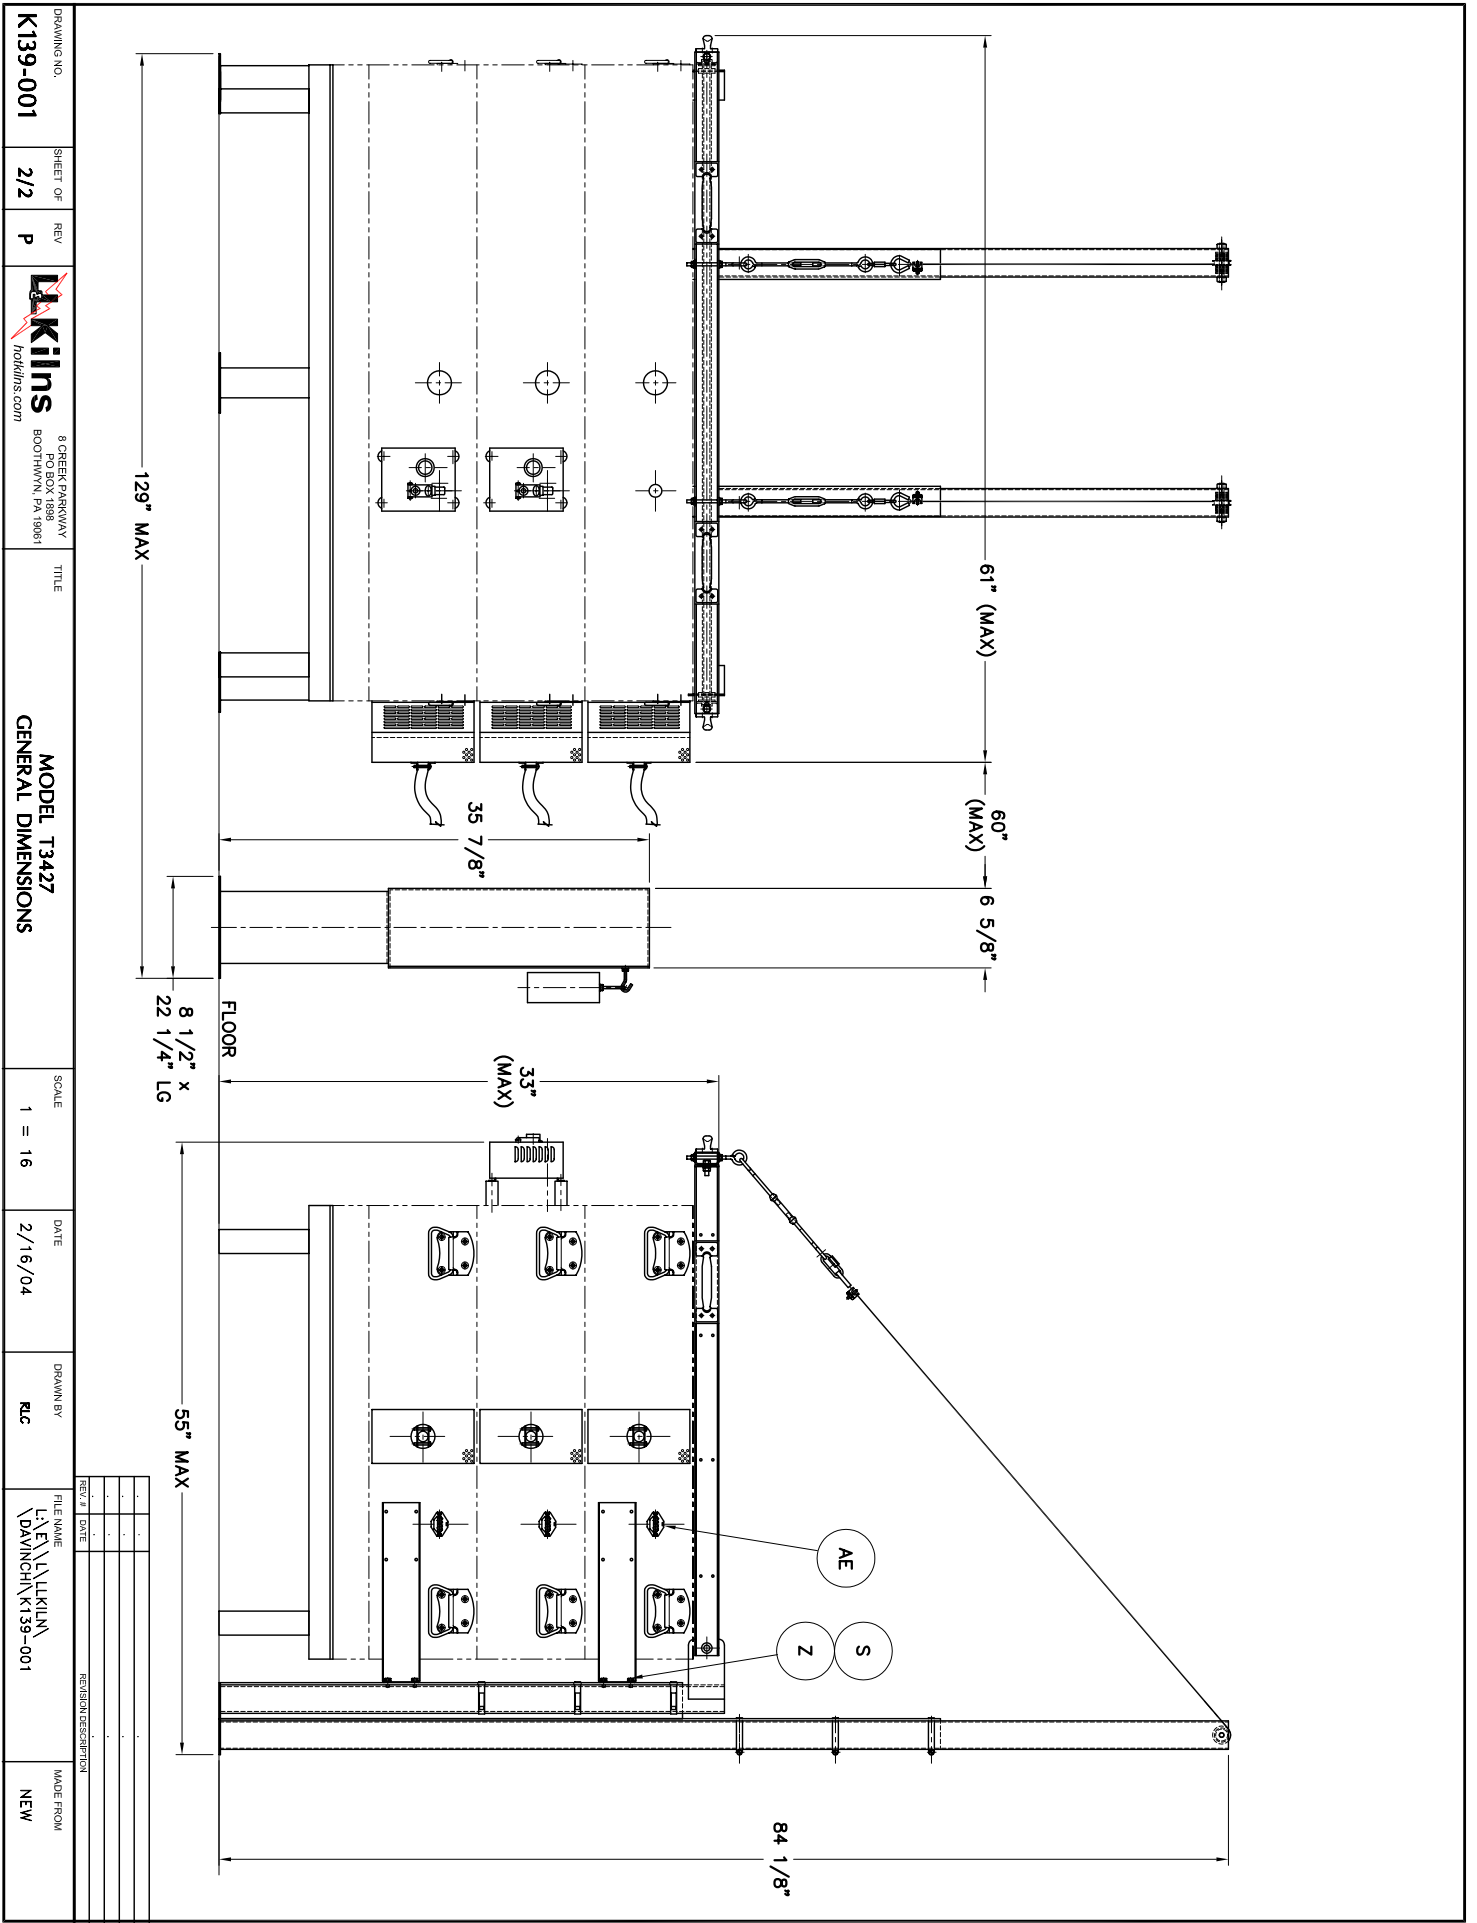 61" (MAX)
60"
(MAX)
6 5/8"
35 7/8"
129" MAX
8 1/2" x
22 1/4" LG
FLOOR
33"
(MAX)
55" MAX
84 1/8"
AE
S
Z
REV. #
DATE
REVISION DESCRIPTION
DRAWING NO.
K139-001
SHEET OF
2/2
REV
P
L&L Kilns
hotkilns.com
8 CREEK PARKWAY
PO BOX 1898
BOOTHWYN, PA 19061
TITLE
MODEL T3427
GENERAL DIMENSIONS
SCALE
1 = 16
DATE
2/16/04
DRAWN BY
RLC
FILE NAME
L:\E\\L\LLKILN\
\DAVINCHI\K139-001
MADE FROM
NEW